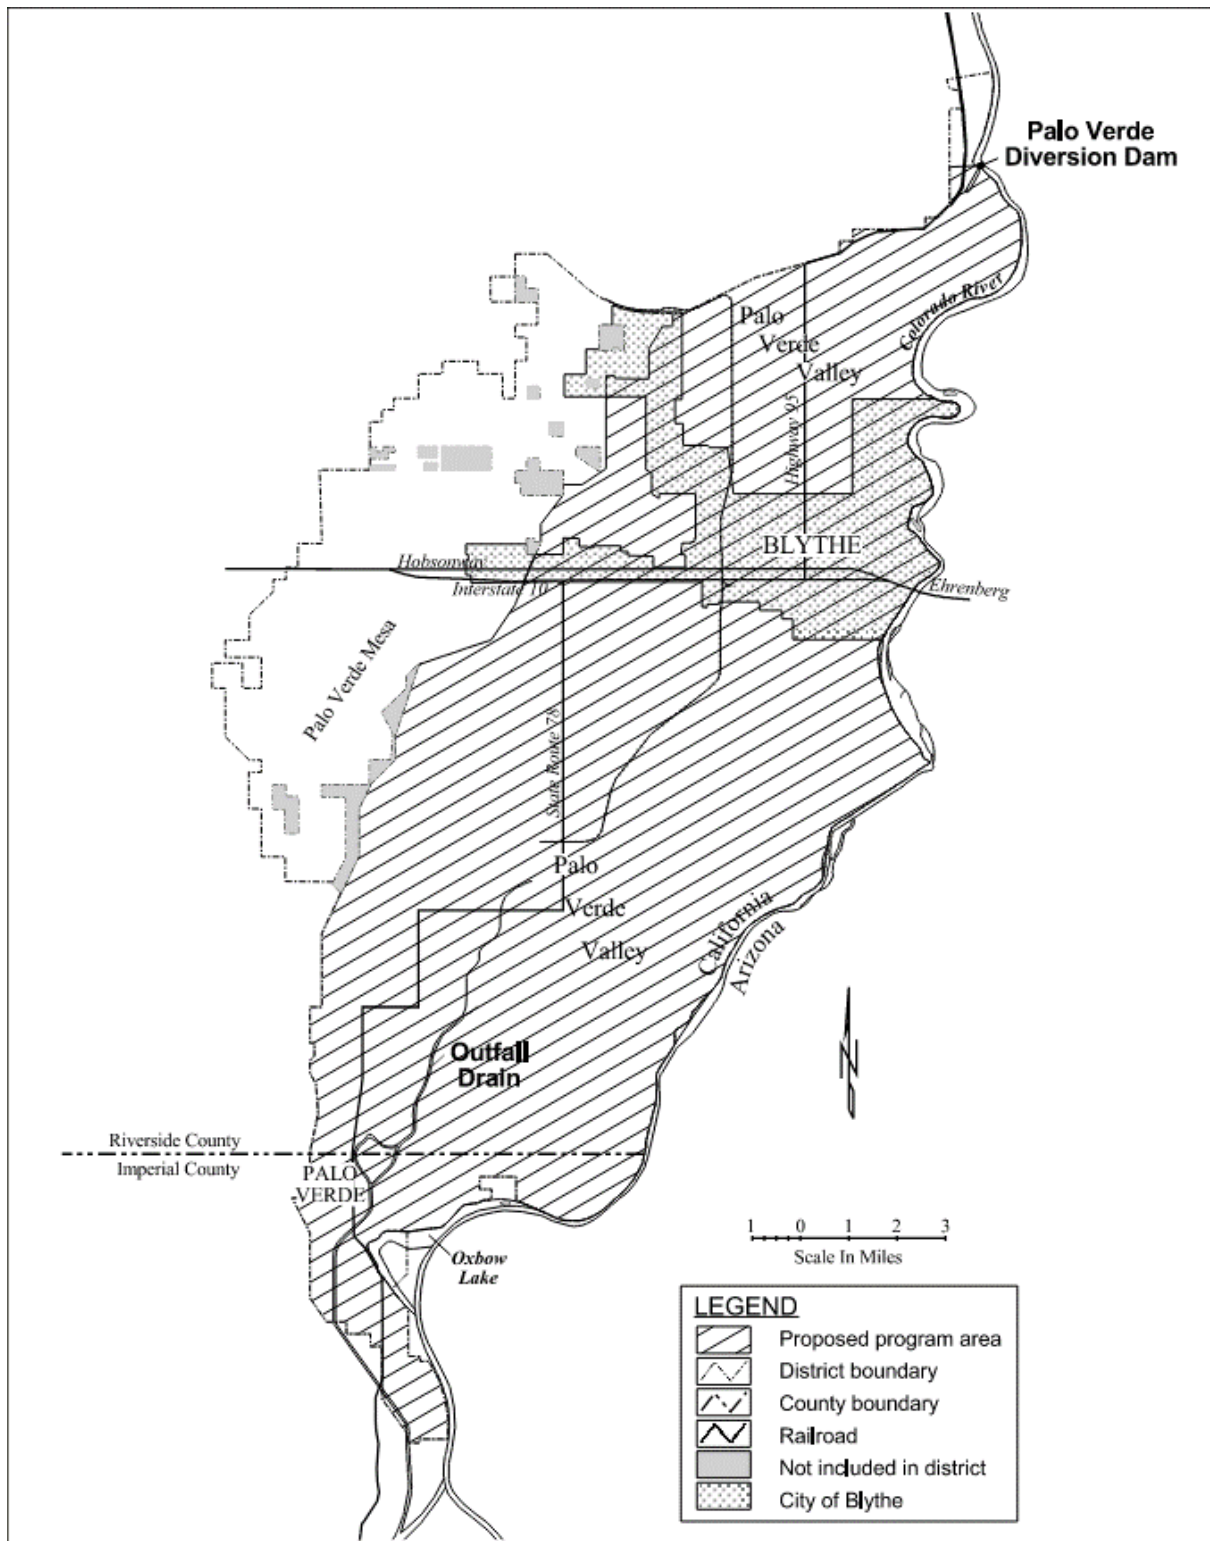 Palo Verde
Diversion Dam
Colorado River
Palo
Verde
Valley
Highway 95
BLYTHE
Hobsonway
Interstate 10
Ehrenberg
Palo Verde Mesa
State Route 78
Palo
Verde
Valley
California
Arizona
N
Outfall
Drain
Riverside County
Imperial County
PALO
VERDE
Oxbow
Lake
1 0 1 2 3
Scale In Miles
LEGEND
Proposed program area
District boundary
County boundary
Railroad
Not included in district
City of Blythe